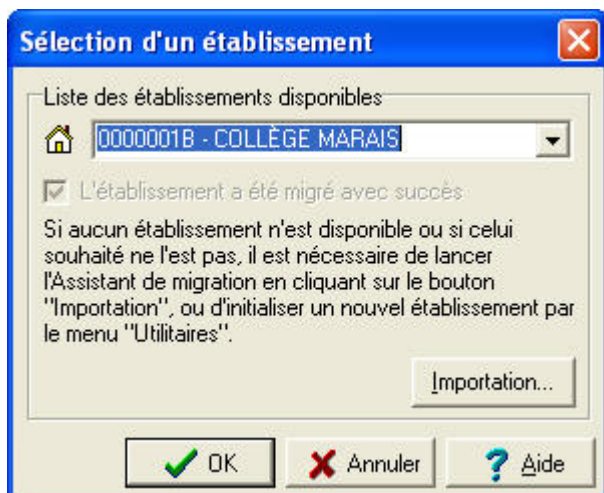 Sélection d'un établissement
Liste des établissements disponibles
0000001B - COLLÈGE MARAIS
L'établissement a été migré avec succès
Si aucun établissement n'est disponible ou si celui
souhaité ne l'est pas, il est nécessaire de lancer
l'Assistant de migration en cliquant sur le bouton
"Importation", ou d'initialiser un nouvel établissement par
le menu "Utilitaires".
Importation...
OK Annuler Aide